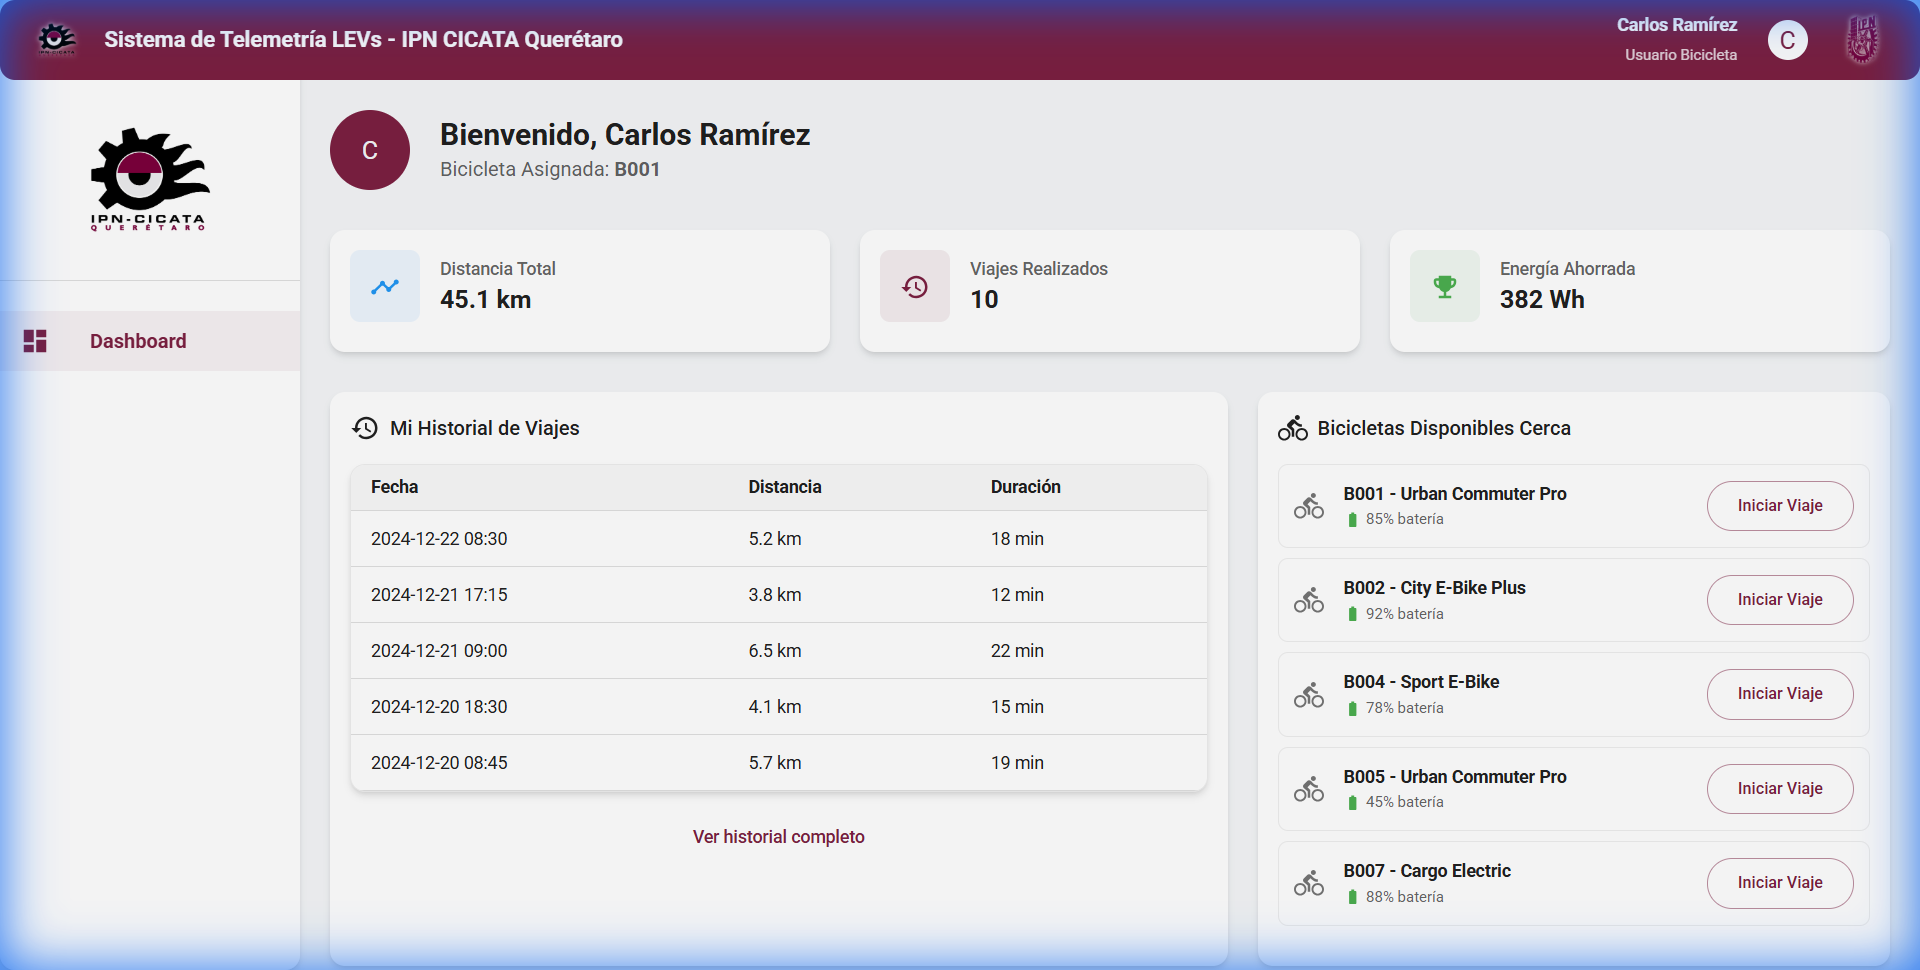 Sistema de Telemetría LEVs - IPN CICATA Querétaro
Carlos Ramírez
Usuario Bicicleta
C
IPN-CICATA
QUERÉTARO
Dashboard
C
Bienvenido, Carlos Ramírez
Bicicleta Asignada: B001
Distancia Total
45.1 km
Viajes Realizados
10
Energía Ahorrada
382 Wh
Mi Historial de Viajes
Fecha Distancia Duración
2024-12-22 08:30 5.2 km 18 min
2024-12-21 17:15 3.8 km 12 min
2024-12-21 09:00 6.5 km 22 min
2024-12-20 18:30 4.1 km 15 min
2024-12-20 08:45 5.7 km 19 min
Ver historial completo
Bicicletas Disponibles Cerca
B001 - Urban Commuter Pro
85% batería
Iniciar Viaje
B002 - City E-Bike Plus
92% batería
Iniciar Viaje
B004 - Sport E-Bike
78% batería
Iniciar Viaje
B005 - Urban Commuter Pro
45% batería
Iniciar Viaje
B007 - Cargo Electric
88% batería
Iniciar Viaje